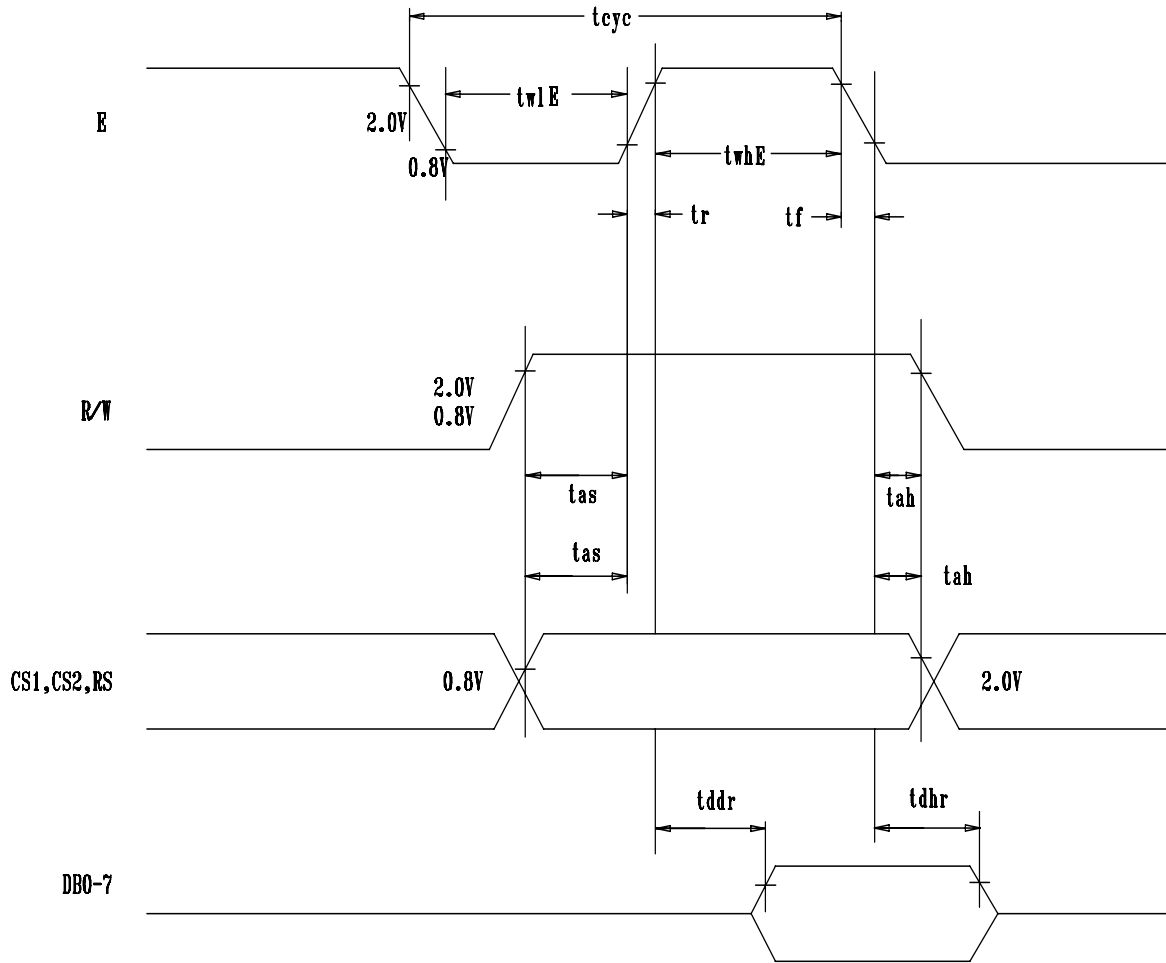 tcyc
twlE
E
2.0V
0.8V
twhE
tr
tf
2.0V
R/W
0.8V
tas
tah
tas
tah
CS1,CS2,RS
0.8V
2.0V
tddr
tdhr
DB0-7